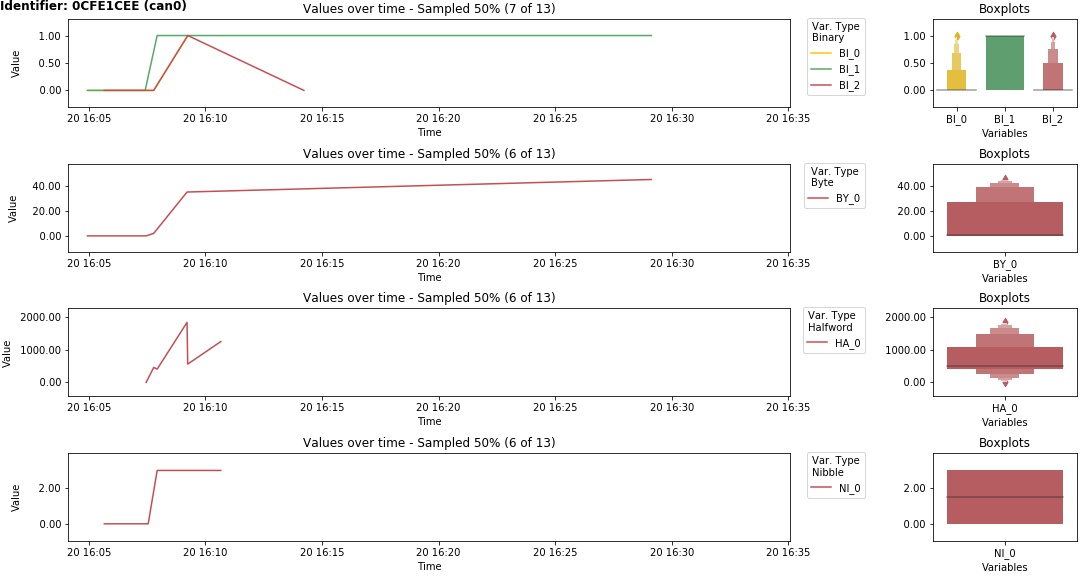 Identifier: 0CFE1CEE (can0)
Values over time - Sampled 50% (7 of 13)
Value
1.00
0.50
0.00
20 16:05
20 16:10
20 16:15
20 16:20
20 16:25
20 16:30
20 16:35
Time
Var. Type
Binary
BI_0
BI_1
BI_2
Boxplots
1.00
0.50
0.00
BI_0
BI_1
BI_2
Variables
Values over time - Sampled 50% (6 of 13)
Value
40.00
20.00
0.00
20 16:05
20 16:10
20 16:15
20 16:20
20 16:25
20 16:30
20 16:35
Time
Var. Type
Byte
BY_0
Boxplots
40.00
20.00
0.00
BY_0
Variables
Values over time - Sampled 50% (6 of 13)
Value
2000.00
1000.00
0.00
20 16:05
20 16:10
20 16:15
20 16:20
20 16:25
20 16:30
20 16:35
Time
Var. Type
Halfword
HA_0
Boxplots
2000.00
1000.00
0.00
HA_0
Variables
Values over time - Sampled 50% (6 of 13)
Value
2.00
0.00
20 16:05
20 16:10
20 16:15
20 16:20
20 16:25
20 16:30
20 16:35
Time
Var. Type
Nibble
NI_0
Boxplots
2.00
0.00
NI_0
Variables